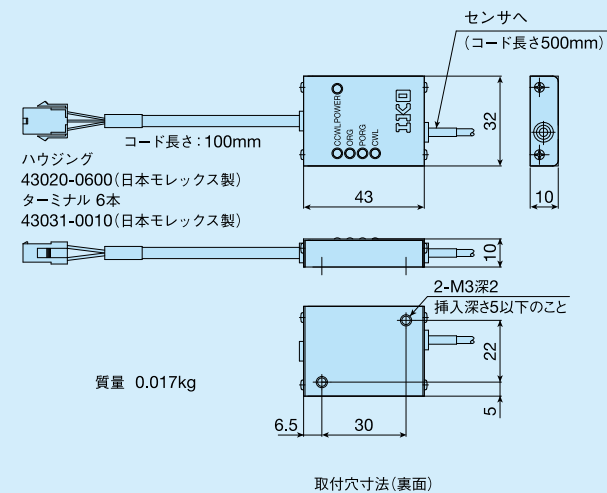 センサへ
(コード長さ500mm)
CCWL
POWER
ORG
PORG
CWL
IKO
32
43
10
コード長さ:100mm
ハウジング
43020-0600(日本モレックス製)
ターミナル 6本
43031-0010(日本モレックス製)
10
2-M3深2
挿入深さ5以下のこと
22
5
6.5
30
質量 0.017kg
取付穴寸法(裏面)